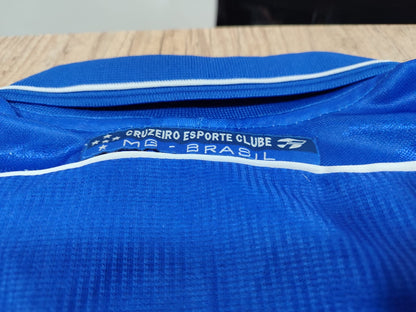 CRUZEIRO ESPORTE CLUBE
MG - BRASIL